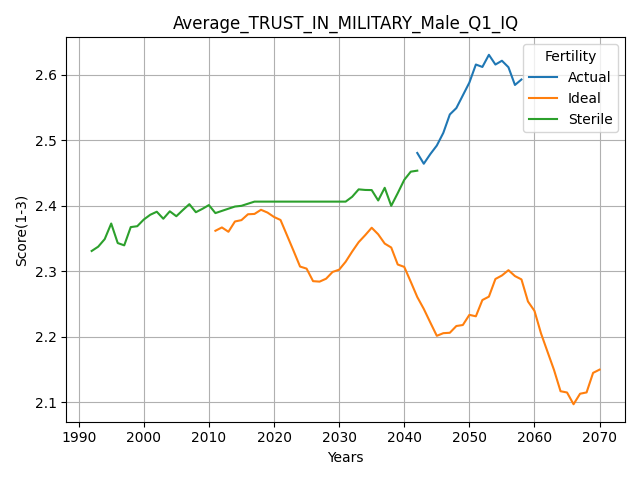 Average_TRUST_IN_MILITARY_Male_Q1_IQ
Fertility
Actual
Ideal
Sterile
Score(1-3)
2.6
2.5
2.4
2.3
2.2
2.1
1990 2000 2010 2020 2030 2040 2050 2060 2070
Years